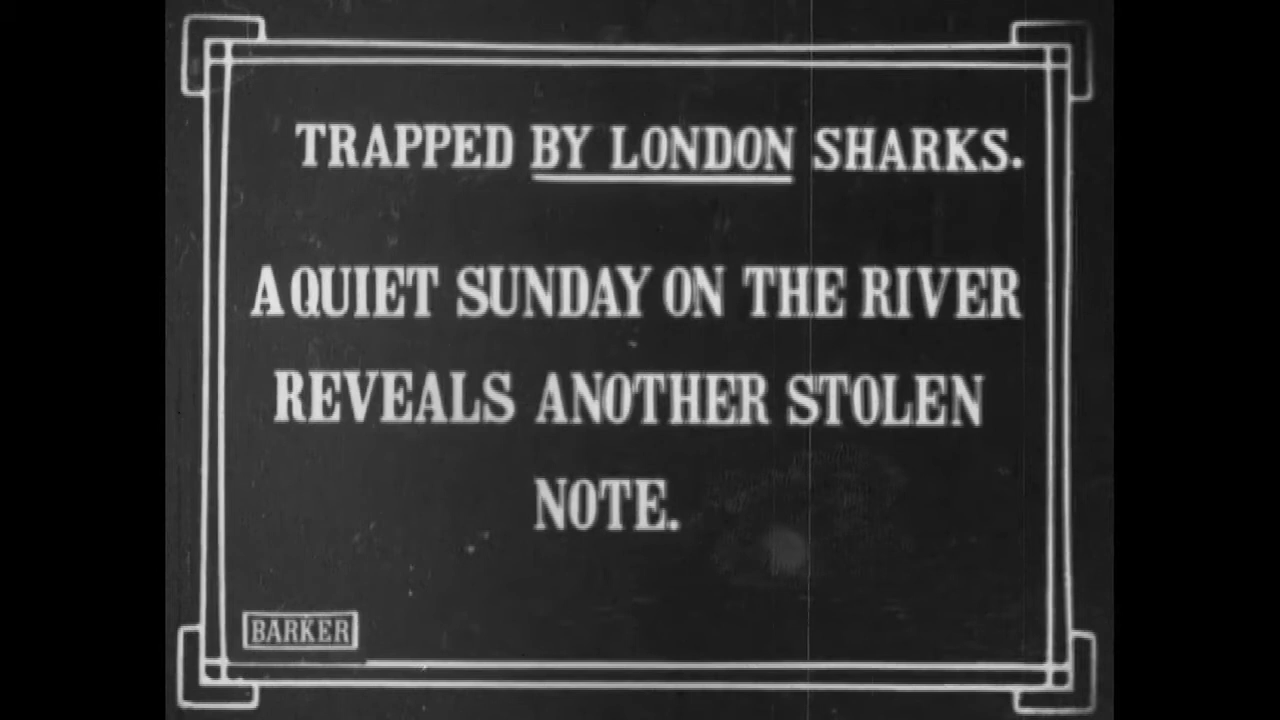 TRAPPED BY LONDON SHARKS.
A QUIET SUNDAY ON THE RIVER
REVEALS ANOTHER STOLEN
NOTE.
BARKER